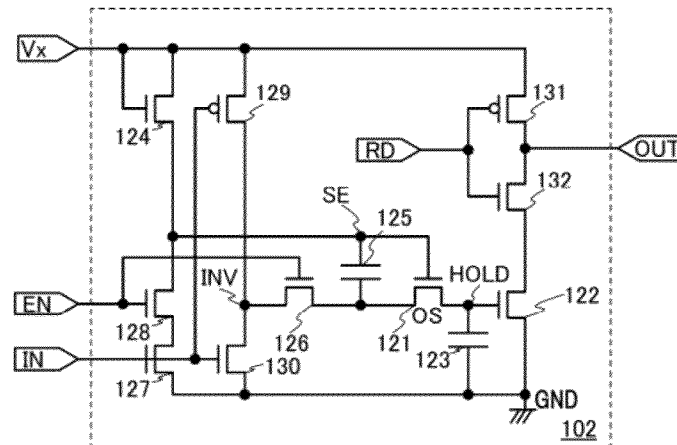 Vx
129
131
124
RD
OUT
132
SE
125
INV
HOLD
EN
122
128
126
121
OS
123
IN
127
130
GND
102